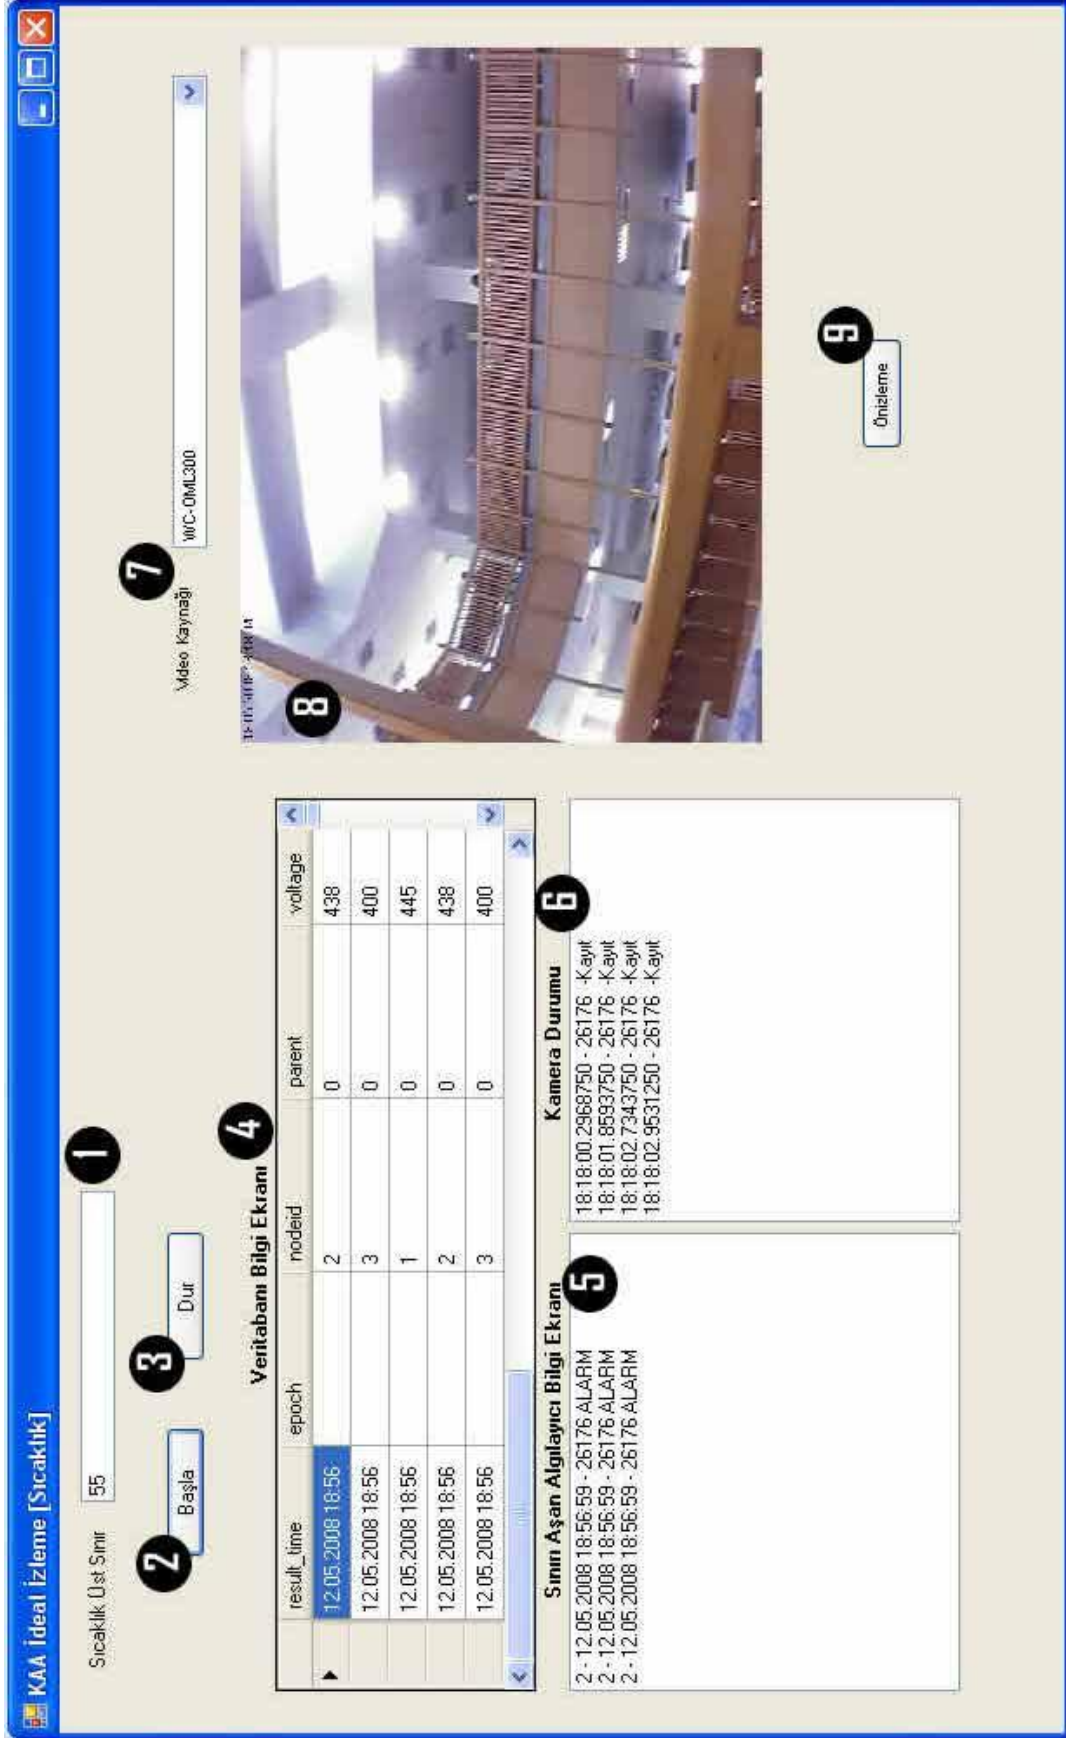 KAA İdeal İzleme [Sıcaklık]
Sıcaklık Üst Sınır 55 1
2 Başla 3 Dur
Video Kaynağı 7 WC-OML300
Veritabanı Bilgi Ekranı 4
result_time epoch nodeid parent voltage
12.05.2008 18:56 2 0 438
12.05.2008 18:56 3 0 400
12.05.2008 18:56 1 0 445
12.05.2008 18:56 2 0 438
12.05.2008 18:56 3 0 400
8
Sınırı Aşan Algılayıcı Bilgi Ekranı 5
2 - 12.05.2008 18:56:59 - 26176 ALARM
2 - 12.05.2008 18:56:59 - 26176 ALARM
2 - 12.05.2008 18:56:59 - 26176 ALARM
Kamera Durumu 6
18:18:00.2968750 - 26176 -Kayıt
18:18:01.8593750 - 26176 -Kayıt
18:18:02.7343750 - 26176 -Kayıt
18:18:02.9531250 - 26176 -Kayıt
9
Önizleme